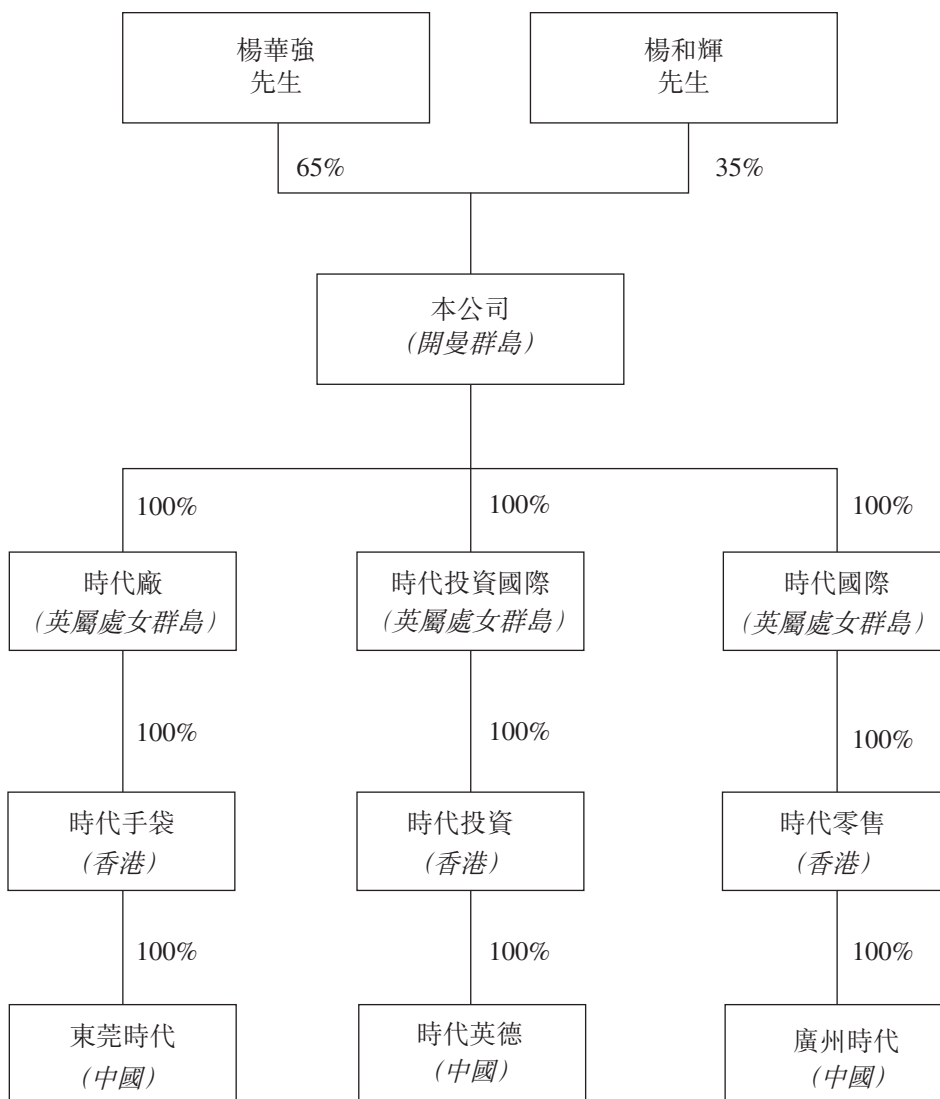 楊華強
先生
楊和輝
先生
65%
35%
本公司
（開曼群島）
100%
100%
100%
時代廠
（英屬處女群島）
時代投資國際
（英屬處女群島）
時代國際
（英屬處女群島）
100%
100%
100%
時代手袋
（香港）
時代投資
（香港）
時代零售
（香港）
100%
100%
100%
東莞時代
（中國）
時代英德
（中國）
廣州時代
（中國）